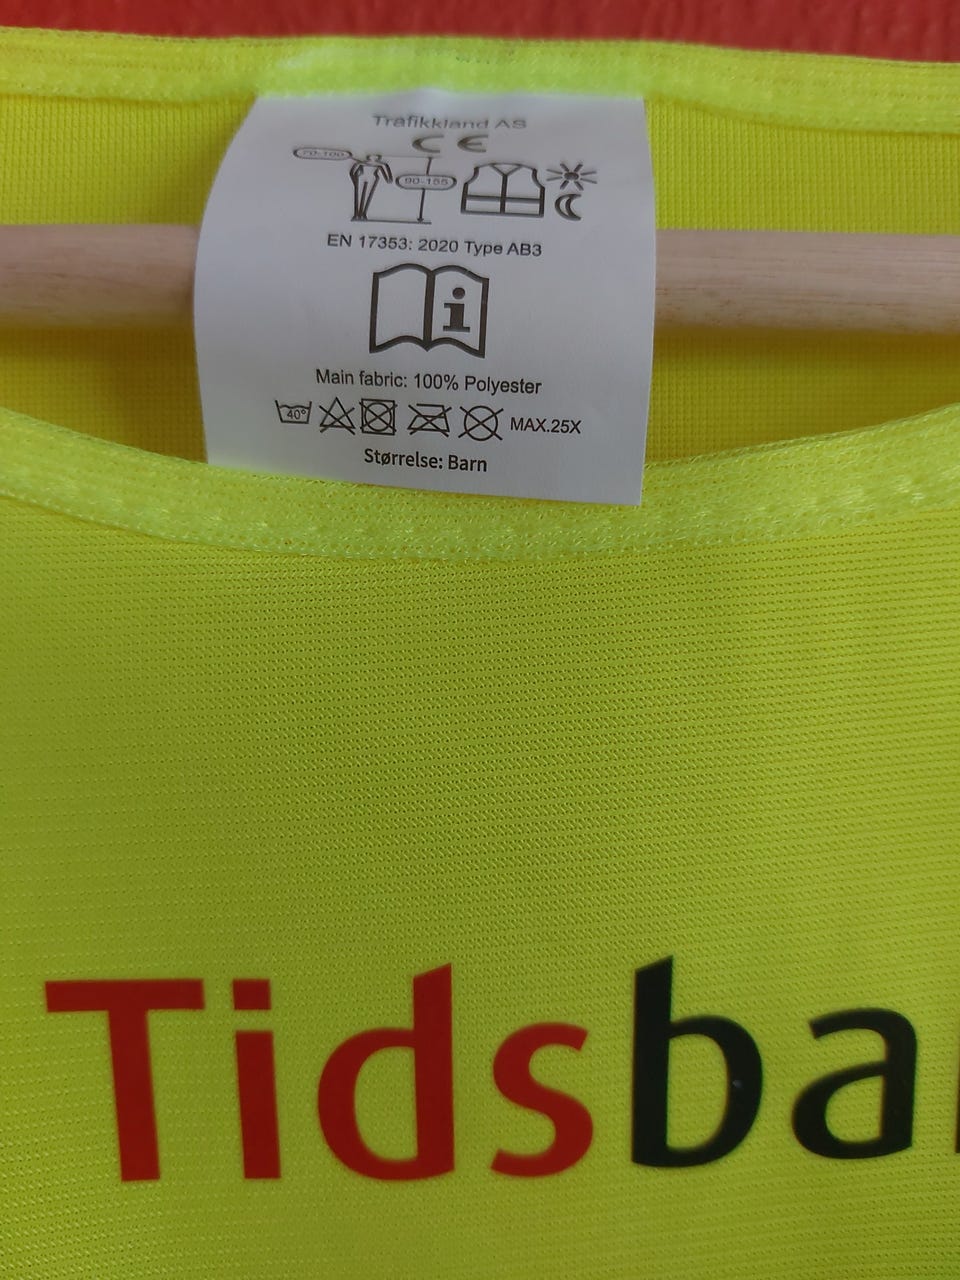 Trafikkland AS
CE
70-100
90-155
EN 17353: 2020 Type AB3
i
Main fabric: 100% Polyester
40° MAX.25X
Størrelse: Barn
Tidsba